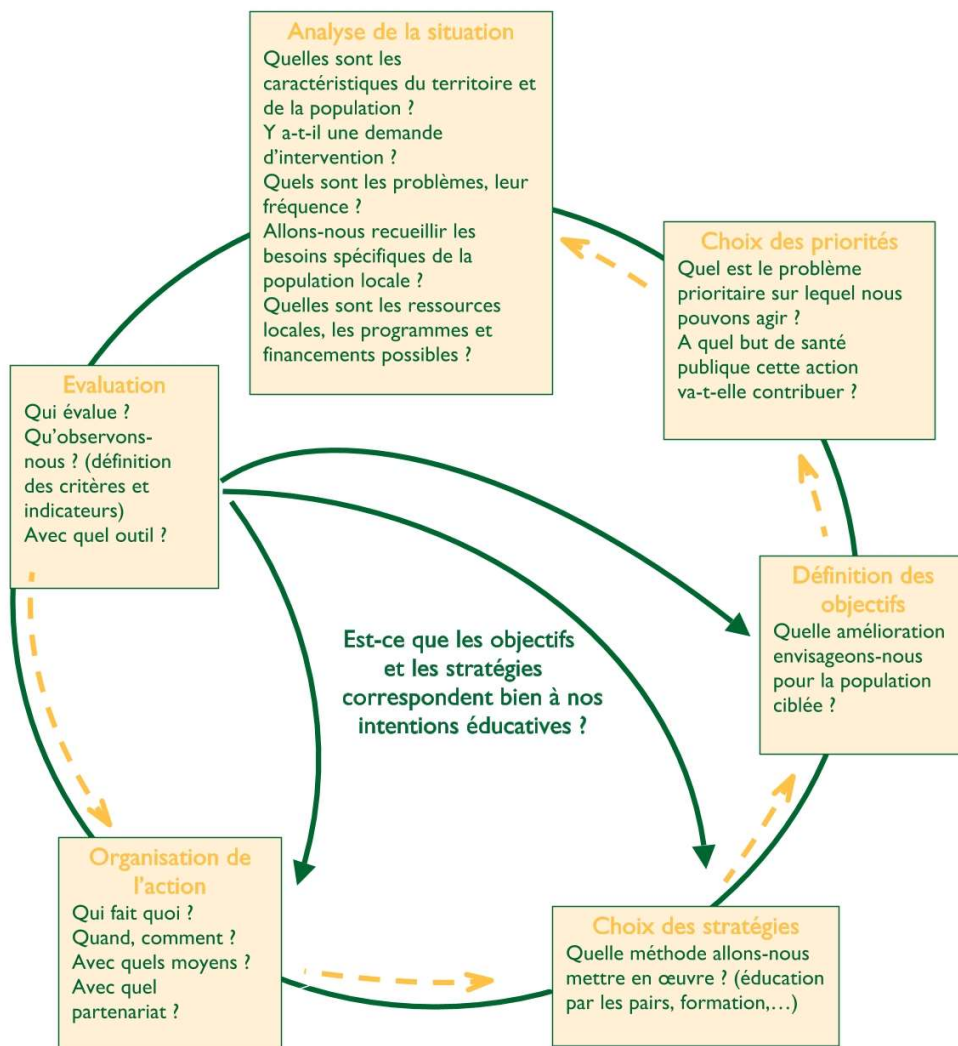 Analyse de la situation
Quelles sont les
caractéristiques du territoire et
de la population ?
Y a-t-il une demande
d'intervention ?
Quels sont les problèmes, leur
fréquence ?
Allons-nous recueillir les
besoins spécifiques de la
population locale ?
Quelles sont les ressources
locales, les programmes et
financements possibles ?
Choix des priorités
Quel est le problème
prioritaire sur lequel nous
pouvons agir ?
A quel but de santé
publique cette action
va-t-elle contribuer ?
Evaluation
Qui évalue ?
Qu'observons-
nous ? (définition
des critères et
indicateurs)
Avec quel outil ?
Définition des
objectifs
Quelle amélioration
envisageons-nous
pour la population
ciblée ?
Est-ce que les objectifs
et les stratégies
correspondent bien à nos
intentions éducatives ?
Organisation de
l'action
Qui fait quoi ?
Quand, comment ?
Avec quels moyens ?
Avec quel
partenariat ?
Choix des stratégies
Quelle méthode allons-nous
mettre en œuvre ? (éducation
par les pairs, formation,…)